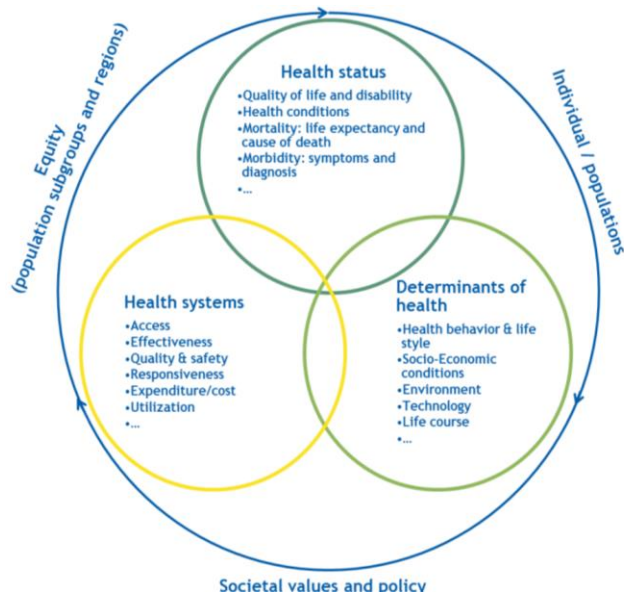 Health status
•Quality of life and disability
•Health conditions
•Mortality: life expectancy and
cause of death
•Morbidity: symptoms and
diagnosis
•…
Equity
(population subgroups and regions)
Individual / populations
Health systems
•Access
•Effectiveness
•Quality & safety
•Responsiveness
•Expenditure/cost
•Utilization
•…
Determinants of
health
•Health behavior & life
style
•Socio-Economic
conditions
•Environment
•Technology
•Life course
•…
Societal values and policy